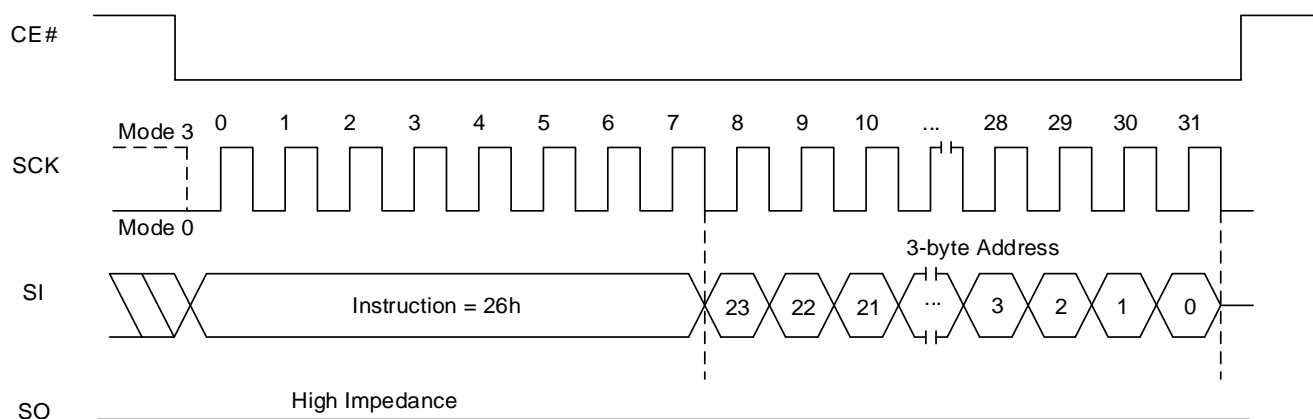 CE#
Mode 3
0 1 2 3 4 5 6 7 8 9 10 ... 28 29 30 31
SCK
Mode 0
3-byte Address
SI
Instruction = 26h
23 22 21 ... 3 2 1 0
High Impedance
SO